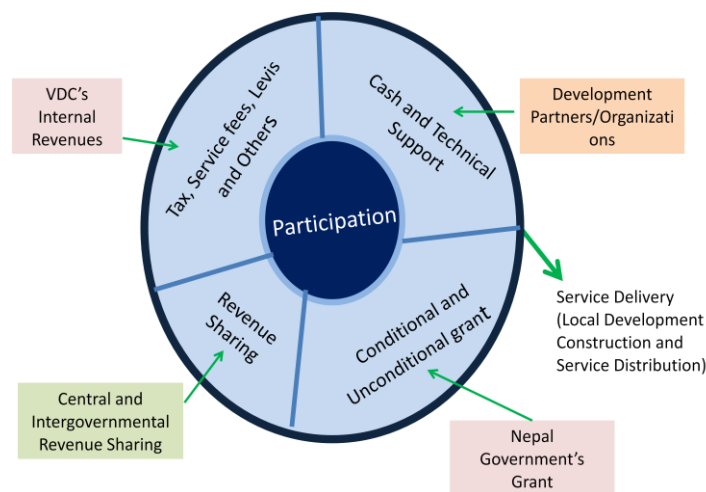 VDC's
Internal
Revenues
Tax, Service fees, Levis
and Others
Cash and Technical
Support
Development
Partners/Organizati
ons
Participation
Revenue
Sharing
Conditional and
Unconditional grant
Service Delivery
(Local Development
Construction and
Service Distribution)
Central and
Intergovernmental
Revenue Sharing
Nepal
Government's
Grant